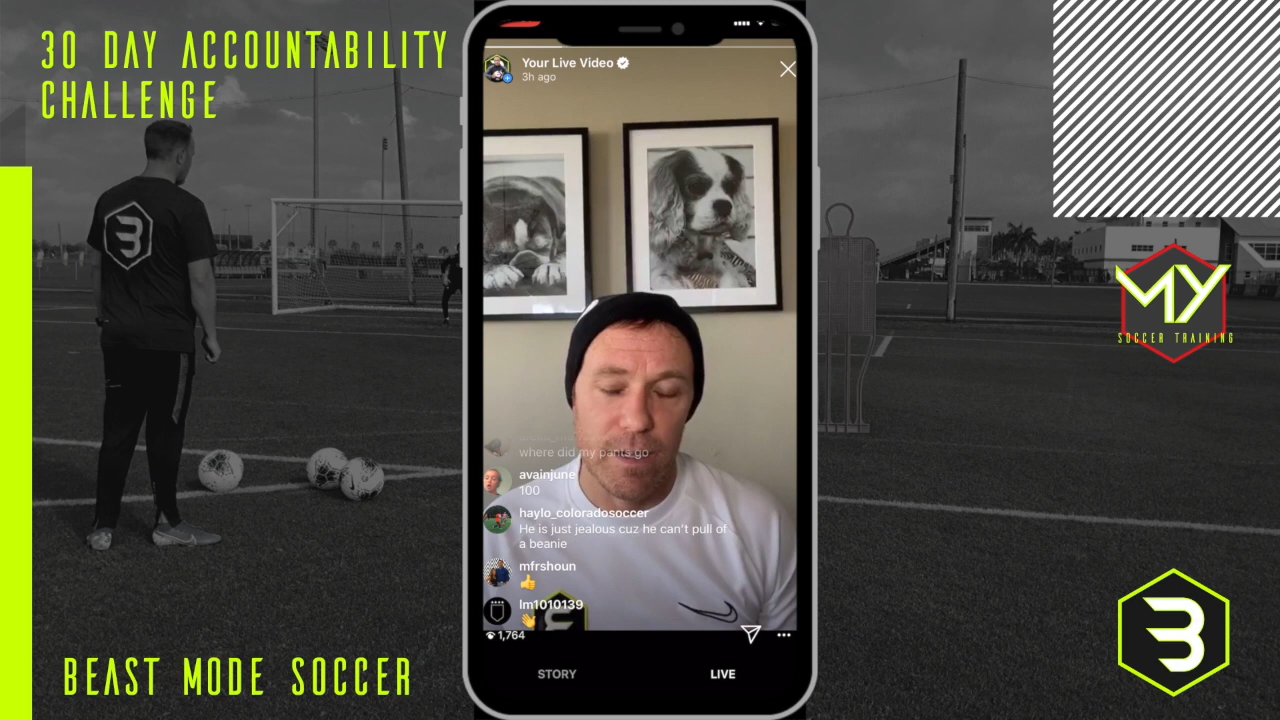 30 DAY ACCOUNTABILITY
CHALLENGE
Your Live Video
3h ago
where did my pants go
avainjune
100
haylo_coloradosoccer
He is just jealous cuz he can't pull of
a beanie
mfrshoun
lm1010139
1,764
STORY
LIVE
MY
SOCCER TRAINING
BEAST MODE SOCCER